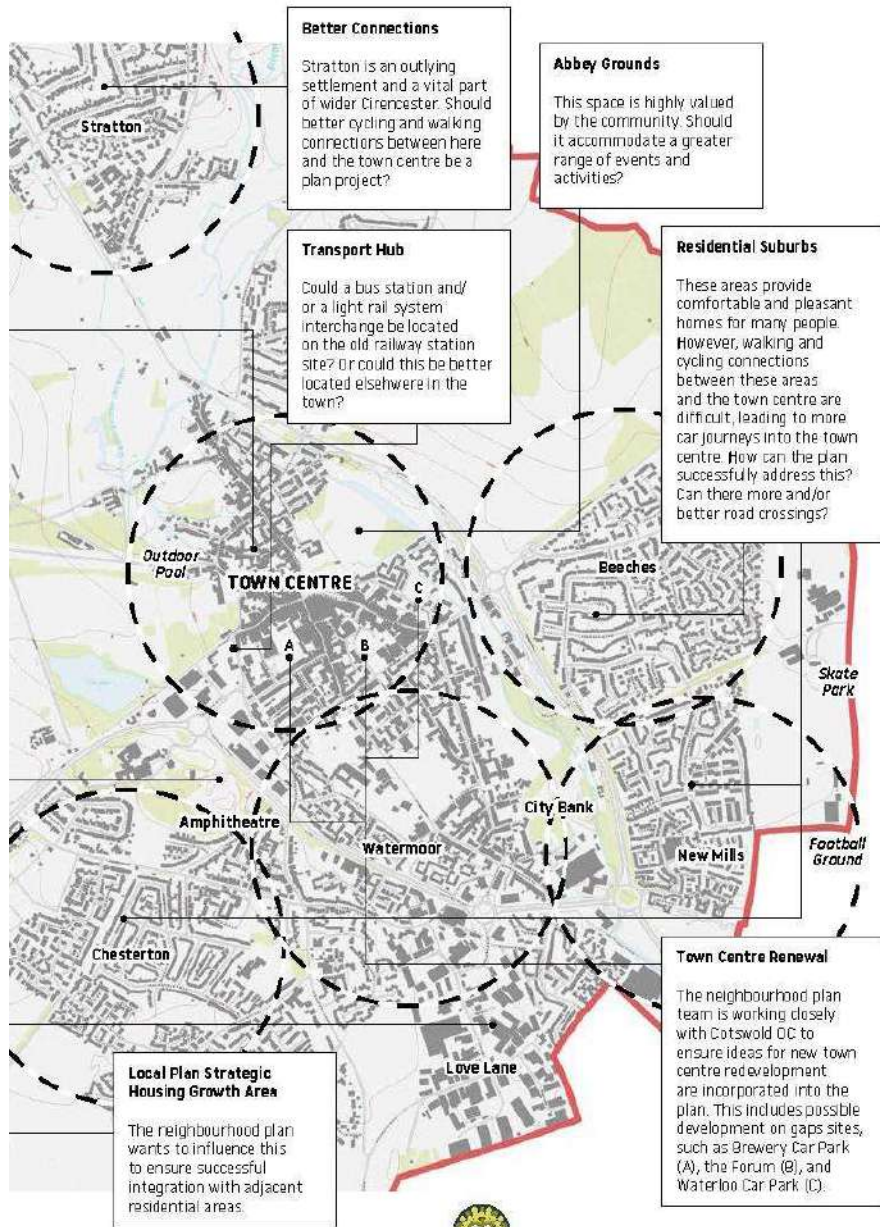 Better Connections
Stratton is an outlying
settlement and a vital part
of wider Cirencester. Should
better cycling and walking
connections between here
and the town centre be a
plan project?
Abbey Grounds
This space is highly valued
by the community. Should
it accommodate a greater
range of events and
activities?
Stratton
Transport Hub
Could a bus station and/
or a light rail system
interchange be located
on the old railway station
site? Or could this be better
located elsehwere in the
town?
Residential Suburbs
These areas provide
comfortable and pleasant
homes for many people.
However, walking and
cycling connections
between these areas
and the town centre are
difficult, leading to more
car journeys into the town
centre. How can the plan
successfully address this?
Can there more and/or
better road crossings?
Outdoor
Pool
TOWN CENTRE
Beeches
C
A
B
Skate
Park
Amphitheatre
City Bank
Watermoor
New Mills
Football
Ground
Chesterton
Love Lane
Town Centre Renewal
The neighbourhood plan
team is working closely
with Cotswold DC to
ensure ideas for new town
centre redevelopment
are incorporated into the
plan. This includes possible
development on gaps sites,
such as Brewery Car Park
(A), the Forum (B), and
Waterloo Car Park (C).
Local Plan Strategic
Housing Growth Area
The neighbourhood plan
wants to influence this
to ensure successful
integration with adjacent
residential areas.